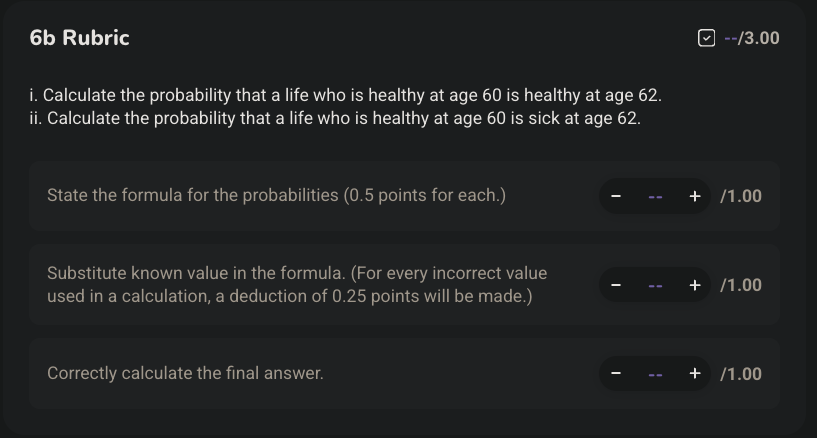 6b Rubric
--/3.00
i. Calculate the probability that a life who is healthy at age 60 is healthy at age 62.
ii. Calculate the probability that a life who is healthy at age 60 is sick at age 62.
State the formula for the probabilities (0.5 points for each.)
− -- + /1.00
Substitute known value in the formula. (For every incorrect value
used in a calculation, a deduction of 0.25 points will be made.)
− -- + /1.00
Correctly calculate the final answer.
− -- + /1.00